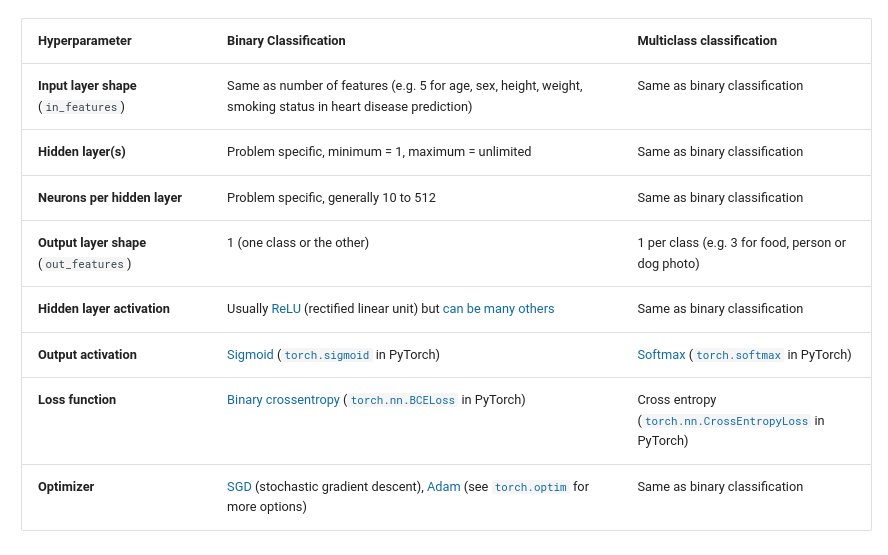 Hyperparameter Binary Classification Multiclass classification
Input layer shape Same as number of features (e.g. 5 for age, sex, height, weight, Same as binary classification
(in_features) smoking status in heart disease prediction)
Hidden layer(s) Problem specific, minimum = 1, maximum = unlimited Same as binary classification
Neurons per hidden layer Problem specific, generally 10 to 512 Same as binary classification
Output layer shape 1 (one class or the other) 1 per class (e.g. 3 for food, person or
(out_features) dog photo)
Hidden layer activation Usually ReLU (rectified linear unit) but can be many others Same as binary classification
Output activation Sigmoid (torch.sigmoid in PyTorch) Softmax (torch.softmax in PyTorch)
Loss function Binary crossentropy (torch.nn.BCELoss in PyTorch) Cross entropy
(torch.nn.CrossEntropyLoss in
PyTorch)
Optimizer SGD (stochastic gradient descent), Adam (see torch.optim for Same as binary classification
more options)